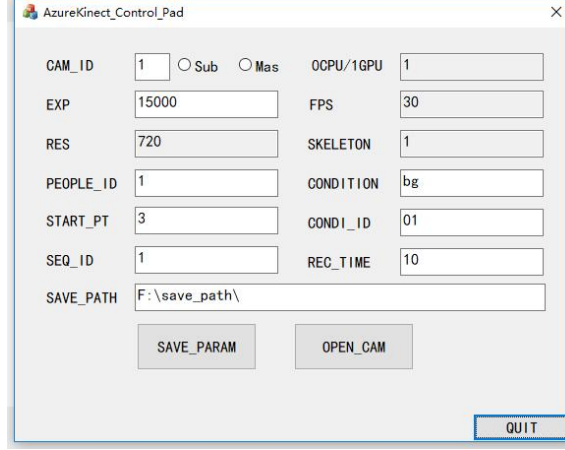 AzureKinect_Control_Pad
CAM_ID 1 Sub Mas 0CPU/1GPU 1
EXP 15000 FPS 30
RES 720 SKELETON 1
PEOPLE_ID 1 CONDITION bg
START_PT 3 CONDI_ID 01
SEQ_ID 1 REC_TIME 10
SAVE_PATH F:\save_path\
SAVE_PARAM OPEN_CAM
QUIT